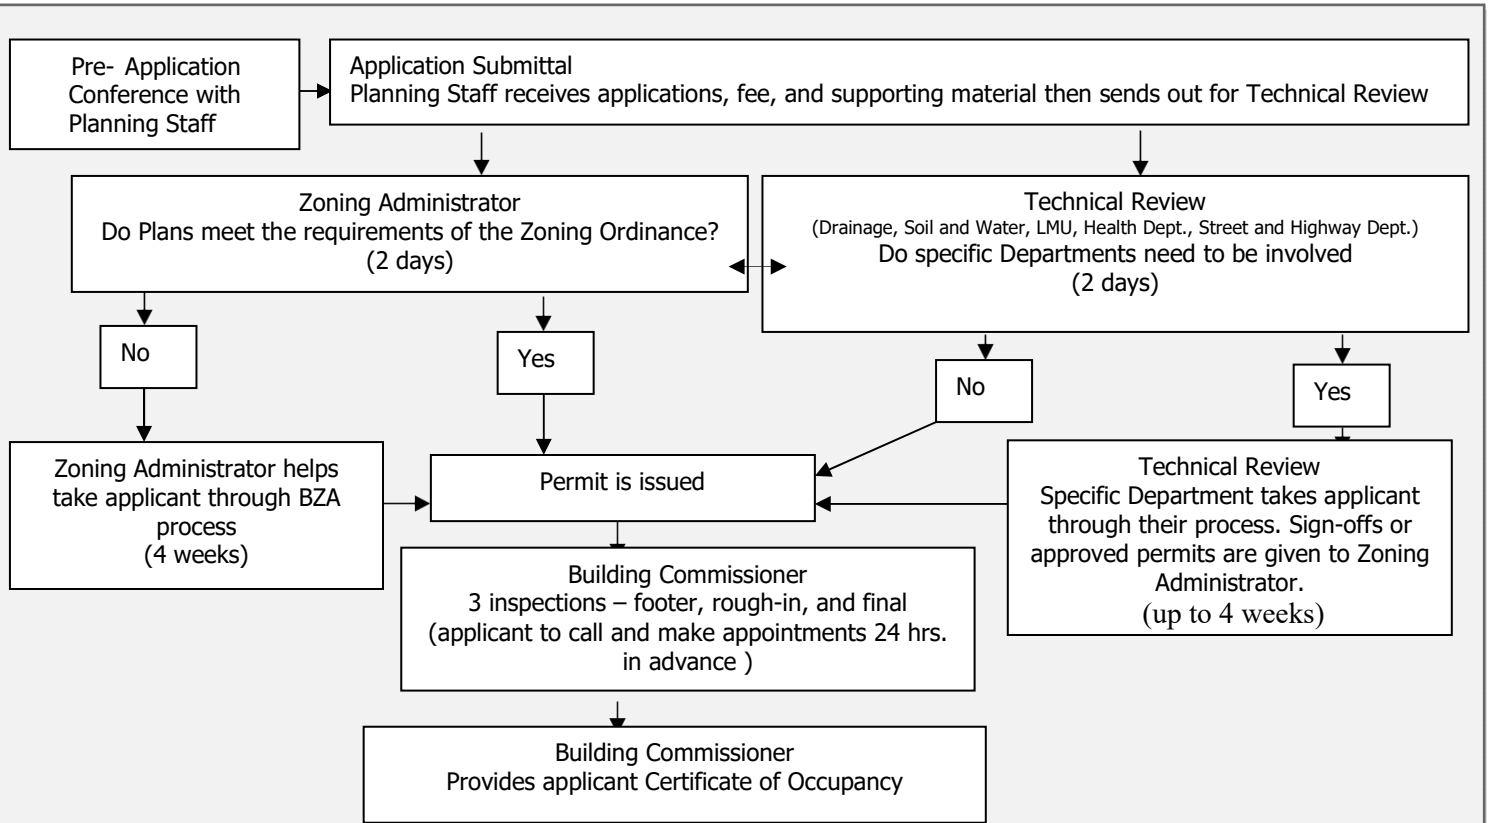 Pre- Application
Conference with
Planning Staff
Application Submittal
Planning Staff receives applications, fee, and supporting material then sends out for Technical Review
Zoning Administrator
Do Plans meet the requirements of the Zoning Ordinance?
(2 days)
Technical Review
(Drainage, Soil and Water, LMU, Health Dept., Street and Highway Dept.)
Do specific Departments need to be involved
(2 days)
No
Yes
No
Yes
Zoning Administrator helps
take applicant through BZA
process
(4 weeks)
Permit is issued
Technical Review
Specific Department takes applicant
through their process. Sign-offs or
approved permits are given to Zoning
Administrator.
(up to 4 weeks)
Building Commissioner
3 inspections – footer, rough-in, and final
(applicant to call and make appointments 24 hrs.
in advance )
Building Commissioner
Provides applicant Certificate of Occupancy